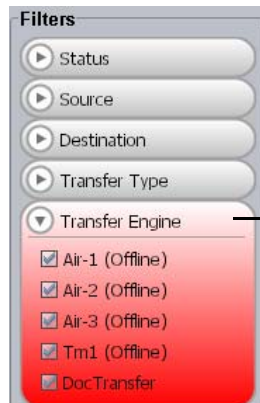 Filters
Status
Source
Destination
Transfer Type
Transfer Engine
Air-1 (Offline)
Air-2 (Offline)
Air-3 (Offline)
Tm1 (Offline)
DocTransfer